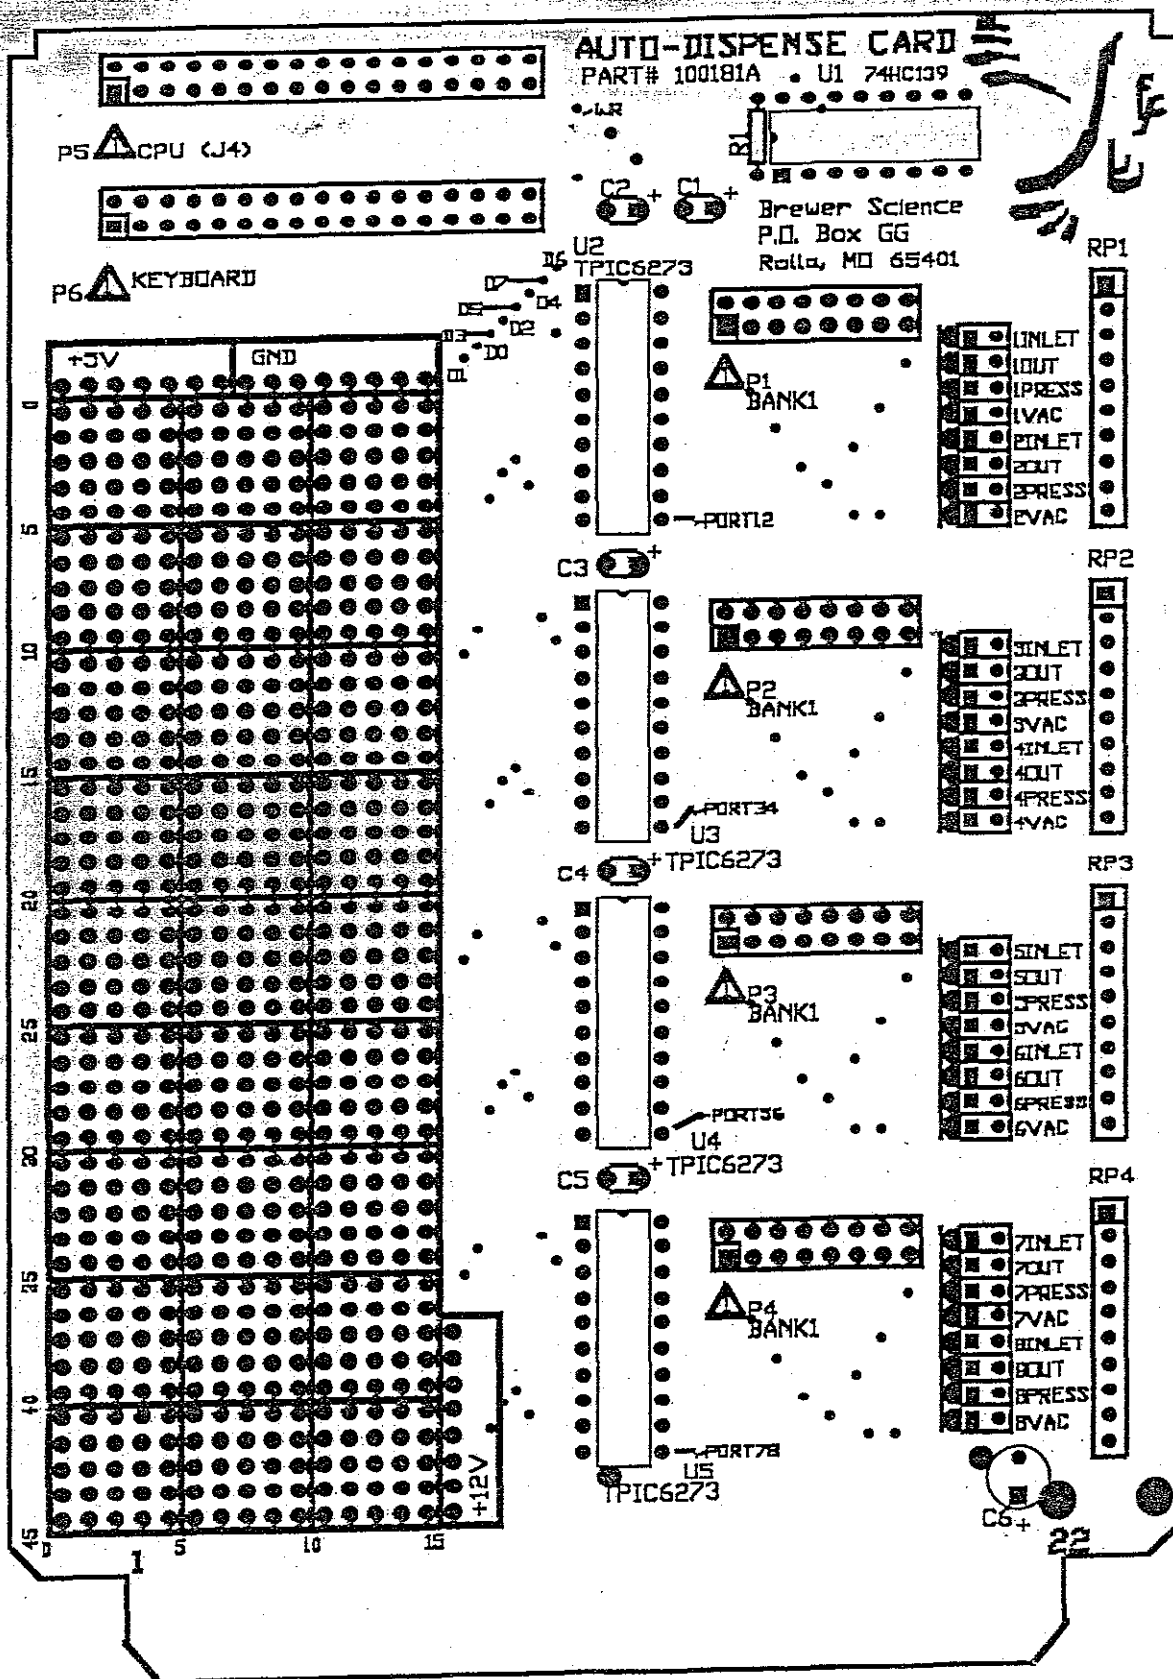 AUTO-DISPENSE CARD
PART# 100181A
U1 74HC139
WR
P5 CPU (J4)
R1
C2 + C1 +
Brewer Science
P.O. Box GG
Rolla, MO 65401
P6 KEYBOARD
U2
TPIC6273
D6
D7
D4
D5
D2
D3
D0
D1
RP1
+5V GND
P1
BANK1
1INLET
1OUT
1PRESS
1VAC
2INLET
2OUT
2PRESS
2VAC
PORT12
C3 +
RP2
P2
BANK1
3INLET
3OUT
3PRESS
3VAC
4INLET
4OUT
4PRESS
4VAC
PORT34
U3
C4 + TPIC6273
RP3
P3
BANK1
5INLET
5OUT
5PRESS
5VAC
6INLET
6OUT
6PRESS
6VAC
PORT56
U4
C5 + TPIC6273
RP4
P4
BANK1
7INLET
7OUT
7PRESS
7VAC
8INLET
8OUT
8PRESS
8VAC
PORT78
U5
TPIC6273
C6 +
+12V
0
5
10
15
20
25
30
35
40
45
0 5 10 15
1 22